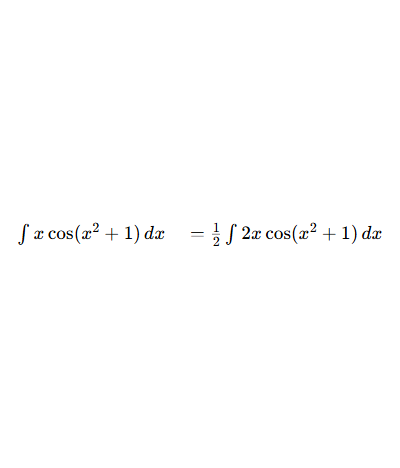 ∫ x cos(x² + 1) dx = ½ ∫ 2x cos(x² + 1) dx